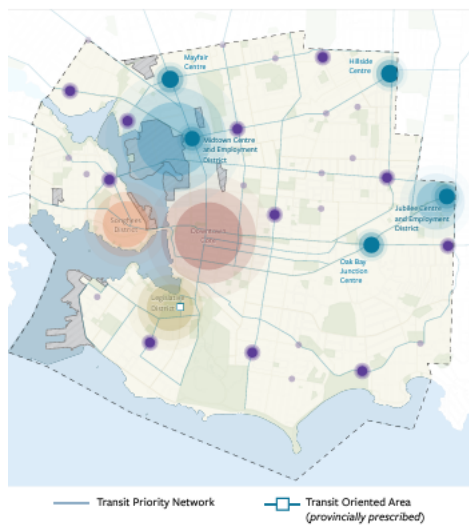 Mayfair
Centre
Hillside
Centre
Midtown Centre
and Employment
District
Jubilee Centre
and Employment
District
Songhees
District
Downtown
Core
Oak Bay
Junction
Centre
Legislative
District
Transit Priority Network
Transit Oriented Area
(provincially prescribed)